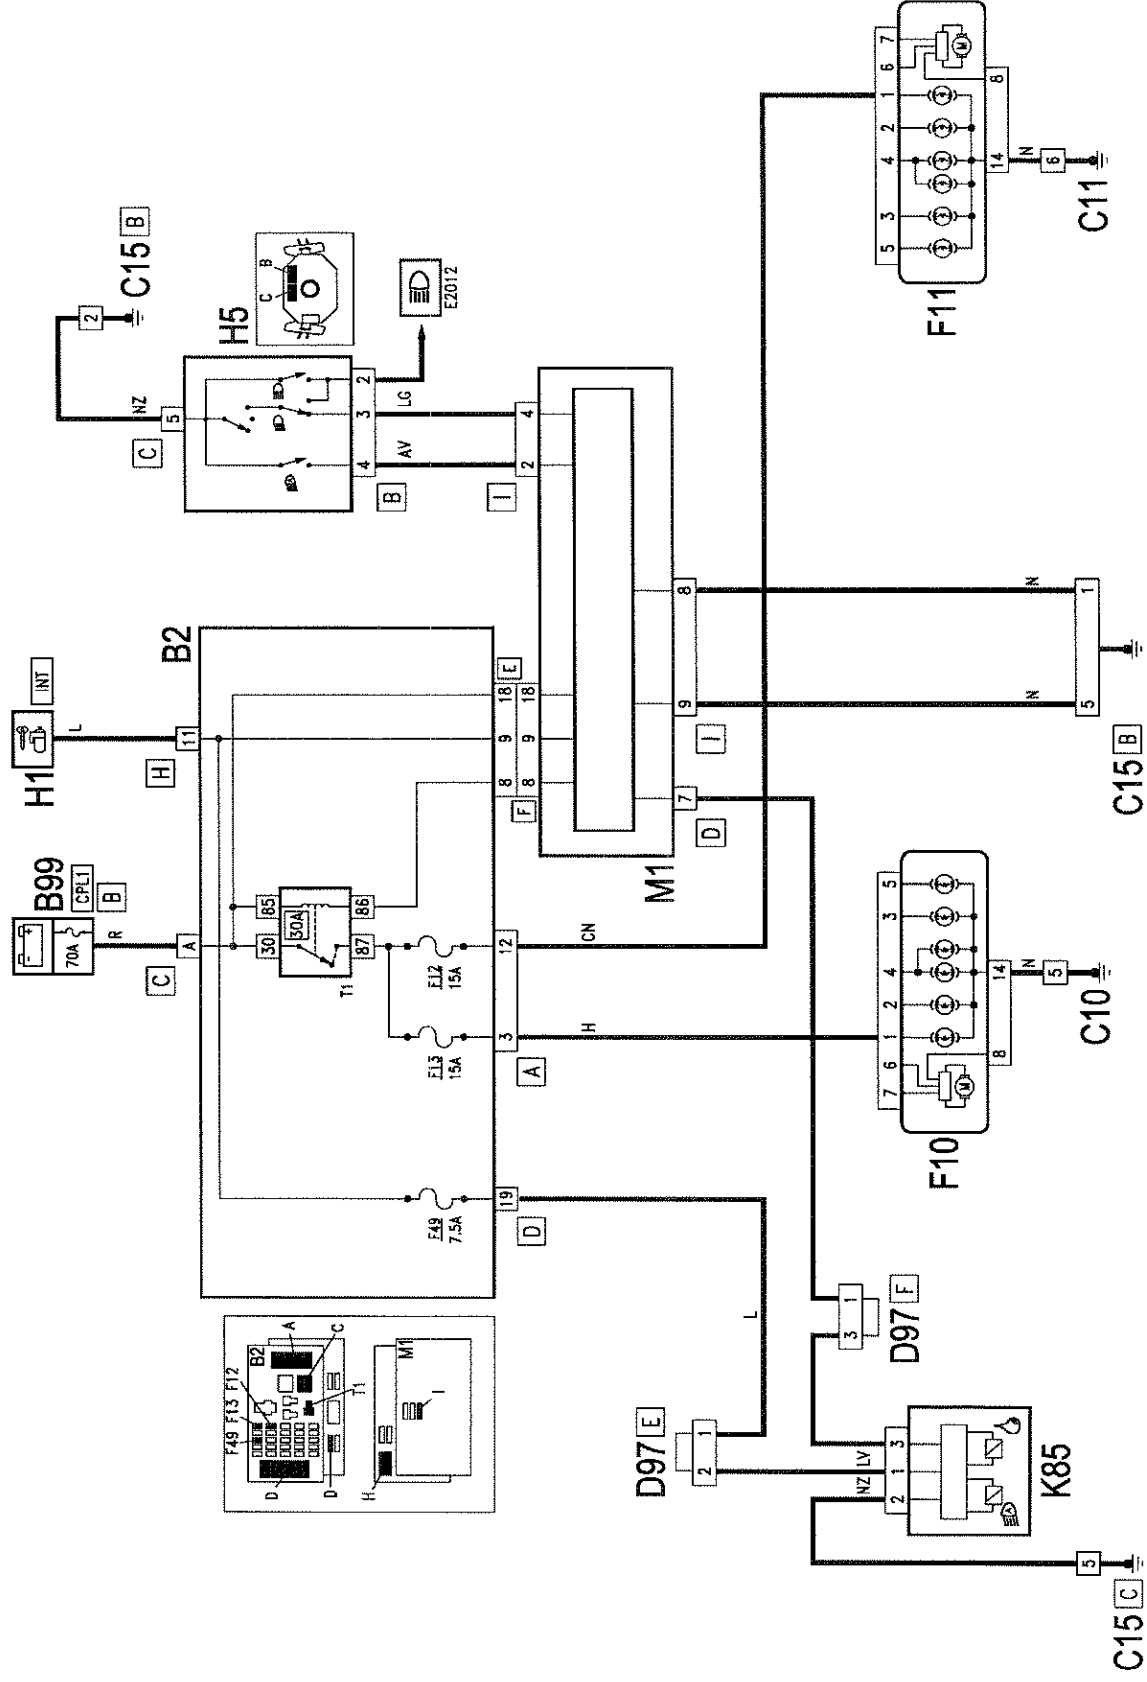 H1
INT
L
11
H
B99
CPL1
B
70A
R
A
C
B2
85
30
30A
86
87
T1
F12
15A
F13
15A
F49
7.5A
12
3
A
19
D
18
9
8
E
18
9
8
F
C15 B
2
NZ
5
C
H5
C
B
4
3
2
B
AV
LG
E2012
I
2
4
M1
7
D
9
8
I
N
N
5
1
C15 B
CN
H
L
F49
F13
F12
B2
A
C
T1
D
D
H
M1
I
7
6
1
2
4
3
5
M
8
14
N
6
F11
C11
5
3
4
2
1
6
7
M
14
8
N
5
F10
C10
D97 F
3
1
D97 E
2
1
NZ
LV
2
1
3
A
K85
5
C15 C